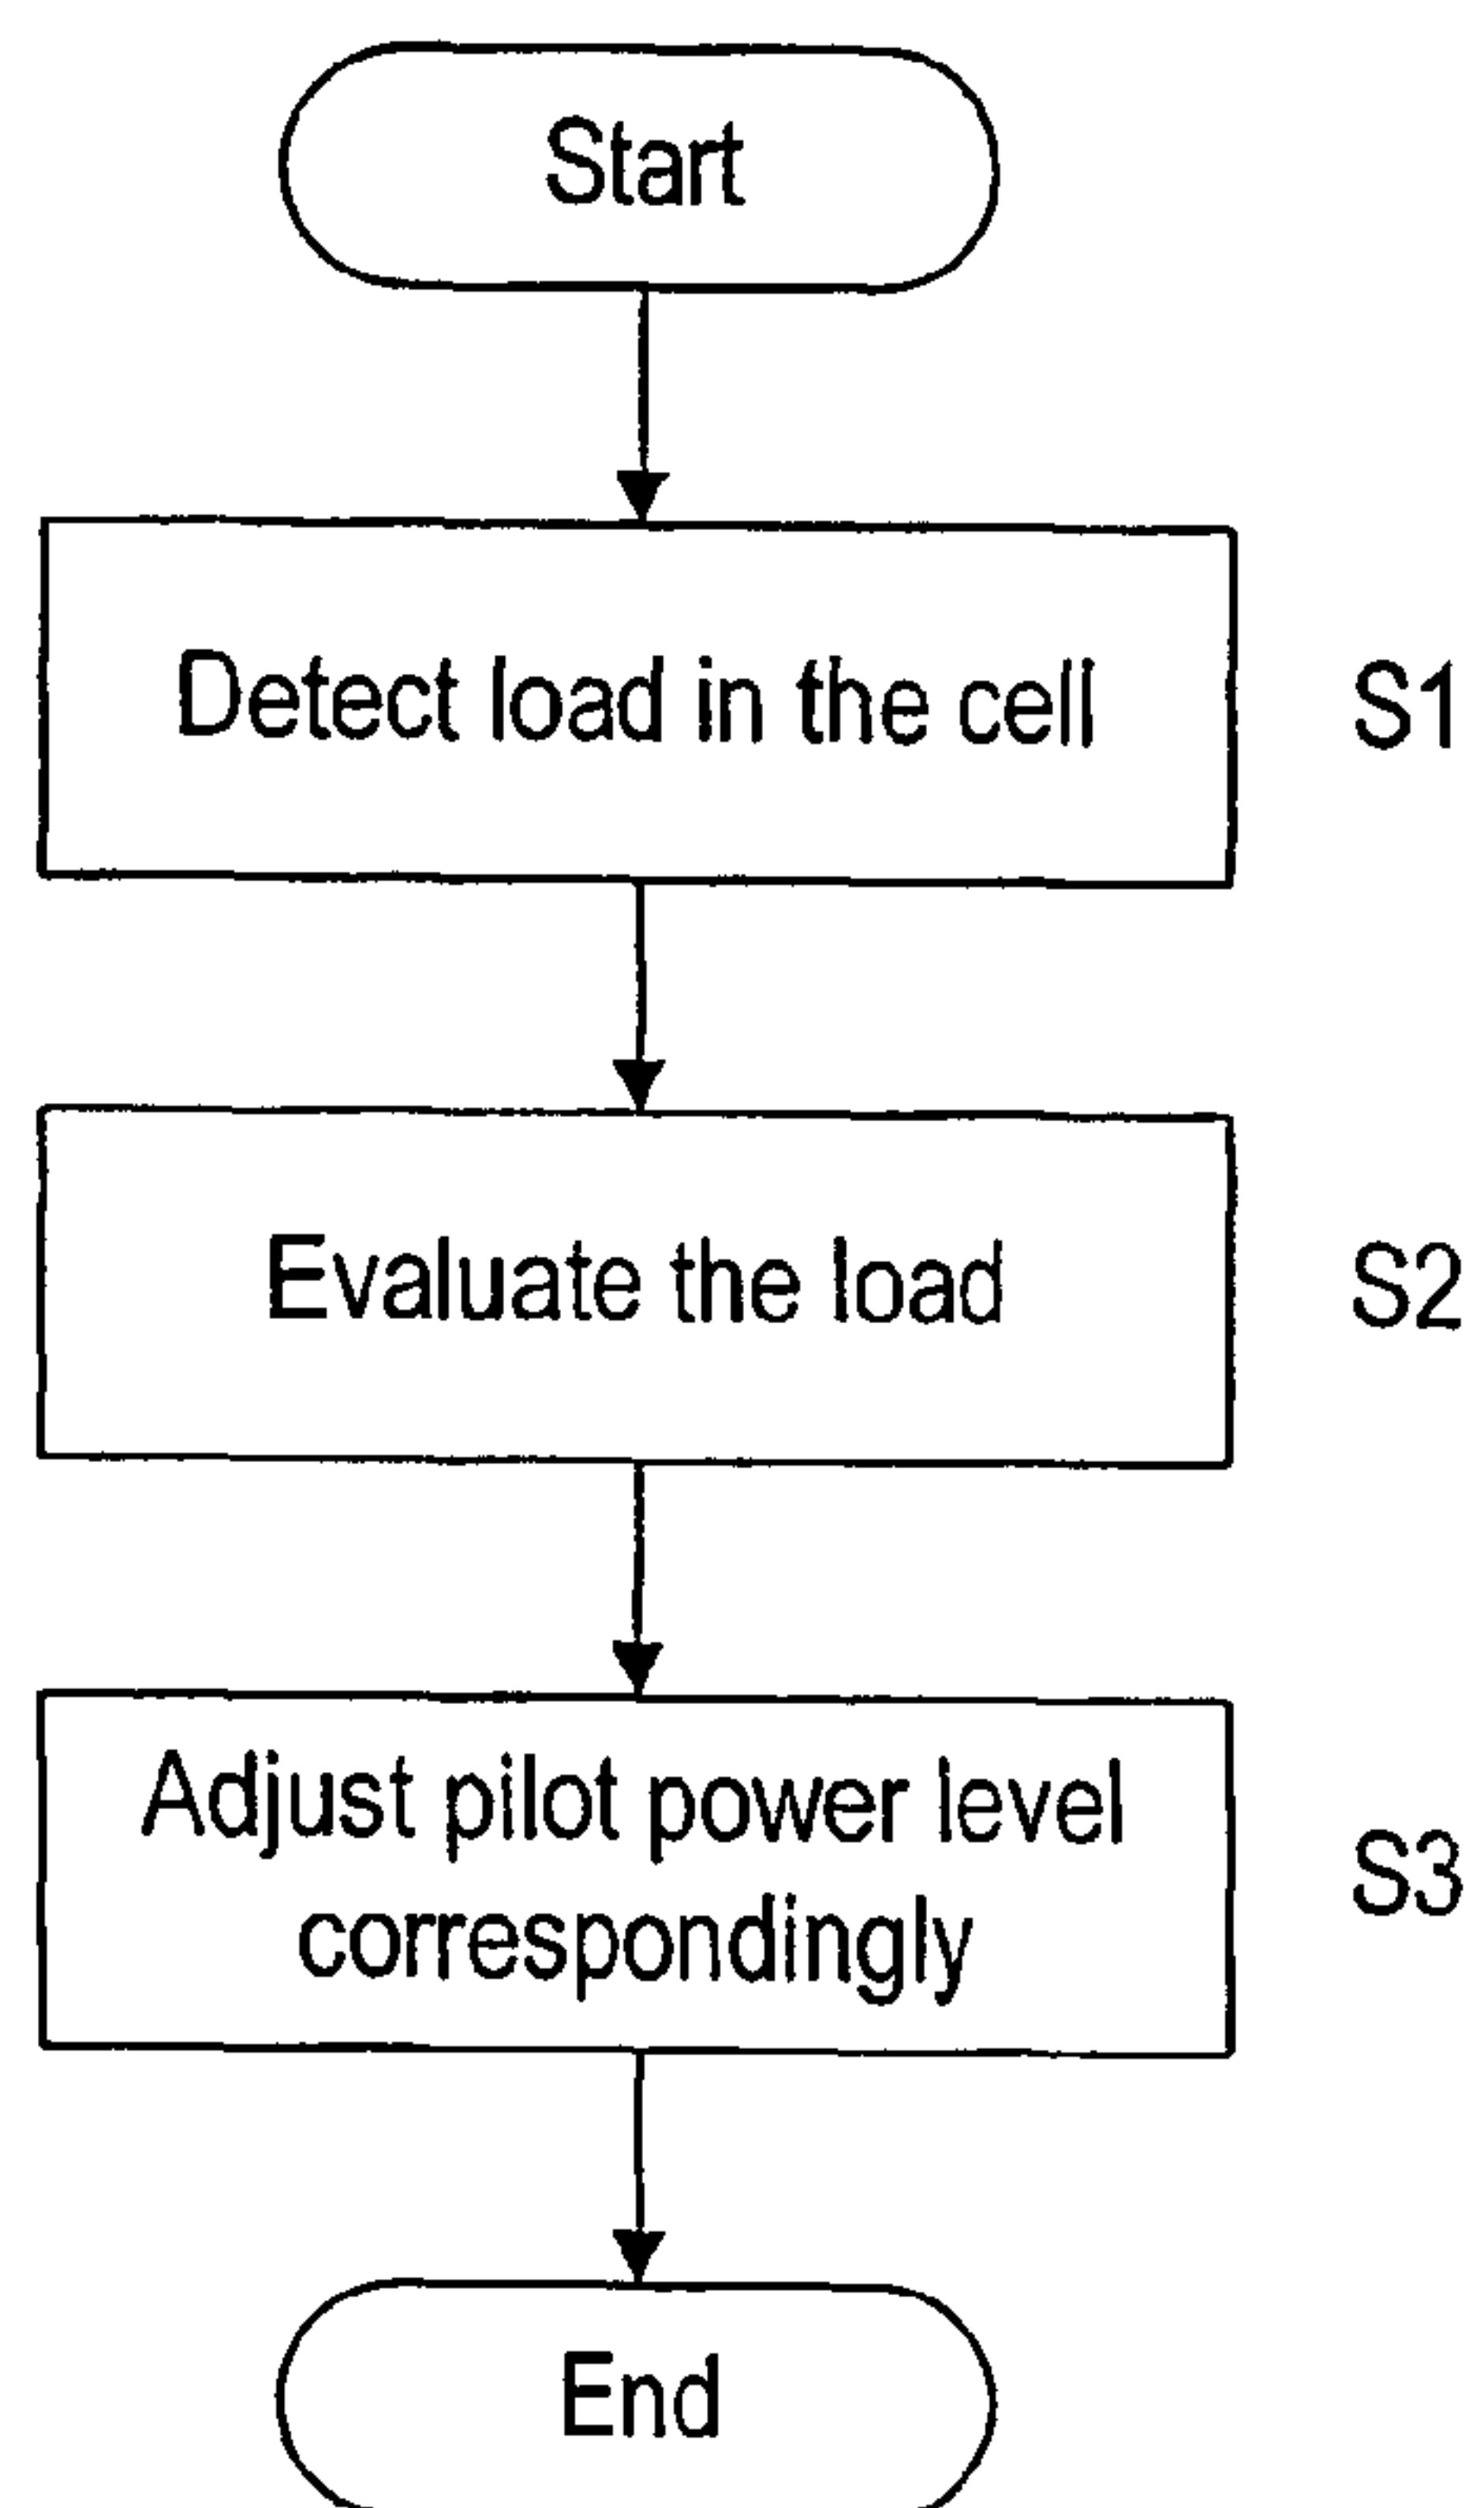 Start
Detect load in the cell
S1
Evaluate the load
S2
Adjust pilot power level
correspondingly
S3
End